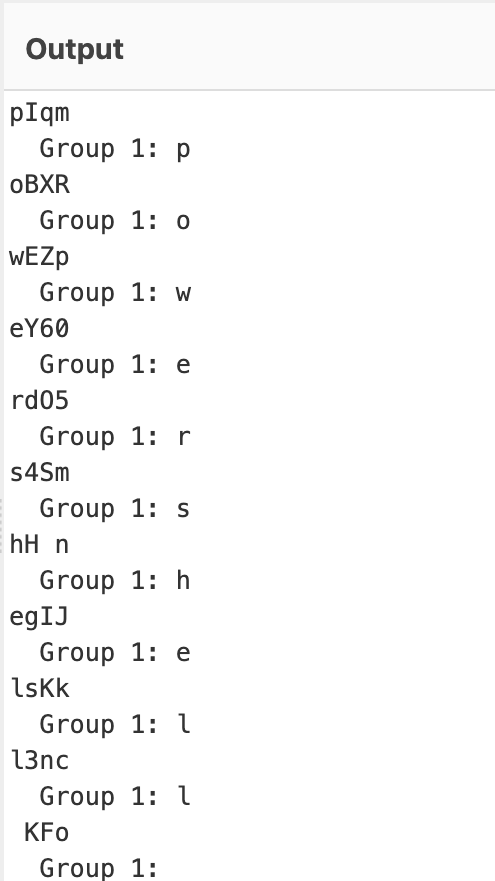 Output
pIqm
  Group 1: p
oBXR
  Group 1: o
wEZp
  Group 1: w
eY60
  Group 1: e
rdO5
  Group 1: r
s4Sm
  Group 1: s
hH n
  Group 1: h
egIJ
  Group 1: e
lsKk
  Group 1: l
l3nc
  Group 1: l
 KFo
  Group 1: